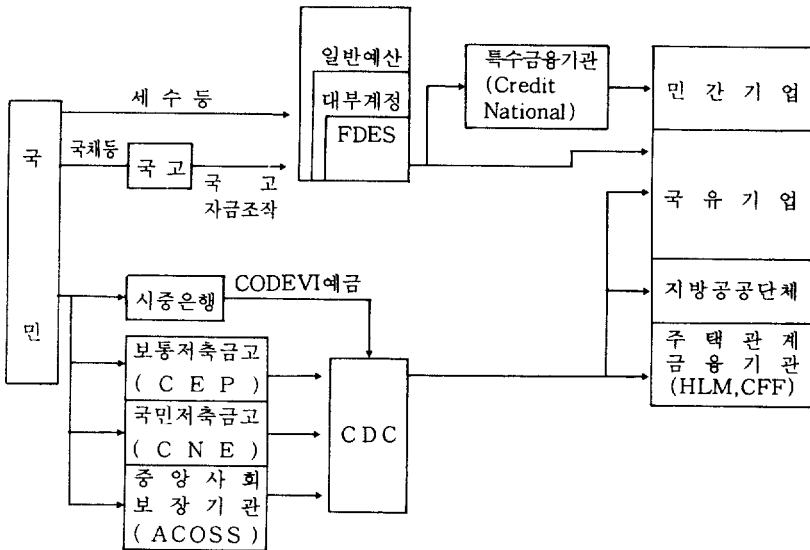 일반예산
대부계정
FDES
특수금융기관
(Credit
National)
민 간 기 업
세 수 등
국
민
국채등
국 고
국 고
자금조작
국 유 기 업
CODEVI예금
시중은행
지방공공단체
보통저축금고
( C E P )
국민저축금고
( C N E )
중 앙 사 회
보 장 기 관
( ACOSS )
C D C
주 택 관 계
금 융 기 관
(HLM,CFF)